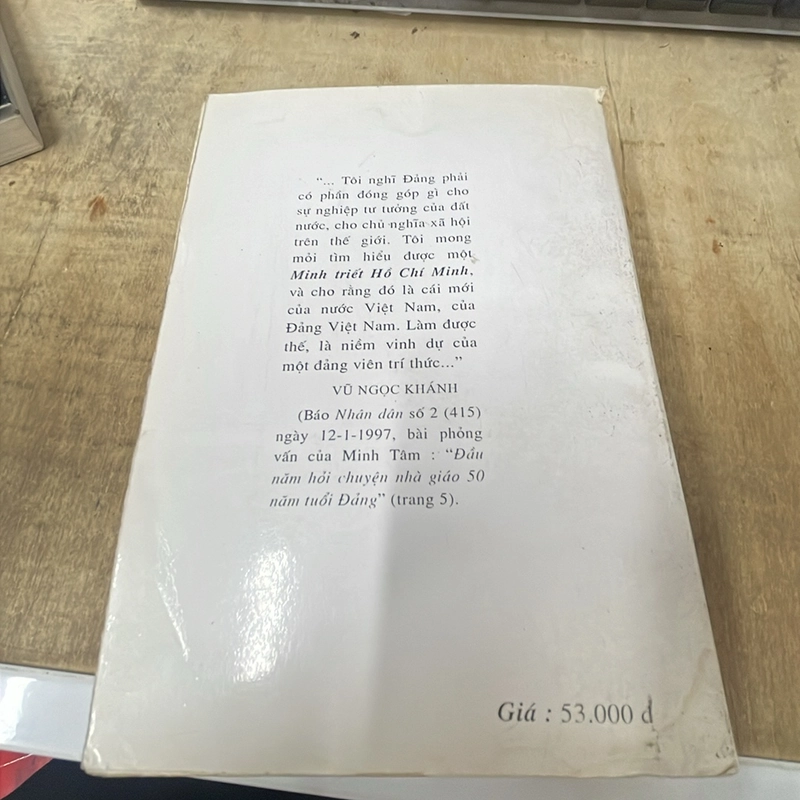 “... Tôi nghĩ Đảng phải
có phần đóng góp gì cho
sự nghiệp tư tưởng của đất
nước, cho chủ nghĩa xã hội
trên thế giới. Tôi mong
mỏi tìm hiểu được một
Minh triết Hồ Chí Minh,
và cho rằng đó là cái mới
của nước Việt Nam, của
Đảng Việt Nam. Làm được
thế, là niềm vinh dự của
một đảng viên trí thức...”
VŨ NGỌC KHÁNH
(Báo Nhân dân số 2 (415)
ngày 12-1-1997, bài phỏng
vấn của Minh Tâm : “Đầu
năm hỏi chuyện nhà giáo 50
năm tuổi Đảng” (trang 5).
Giá : 53.000 đ